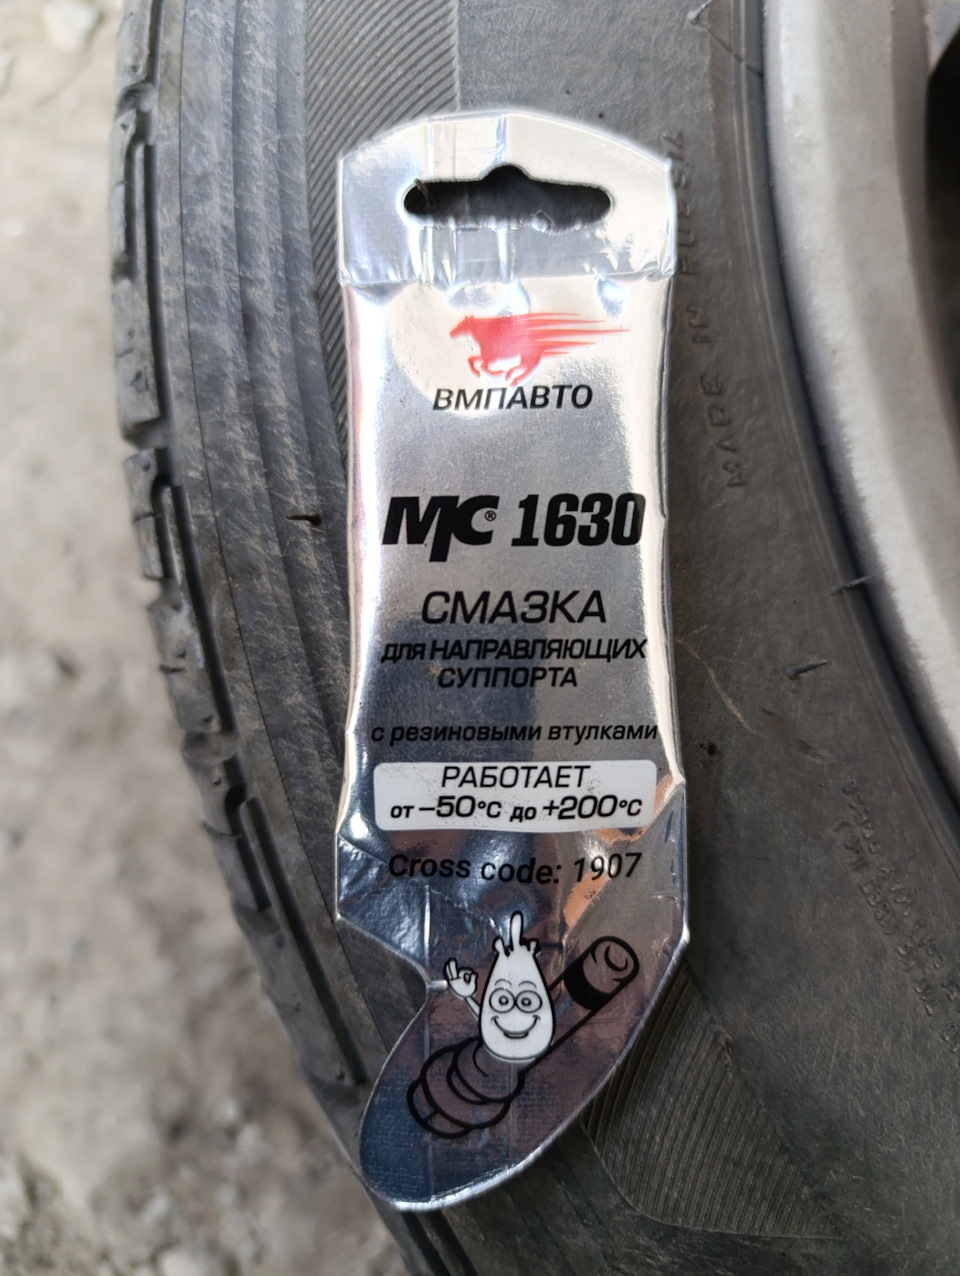 ВМПАВТО
МС® 1630
СМАЗКА
для НАПРАВЛЯЮЩИХ
СУППОРТА
с резиновыми втулками
РАБОТАЕТ
от −50°С до +200°С
Cross code: 1907
MADE IN